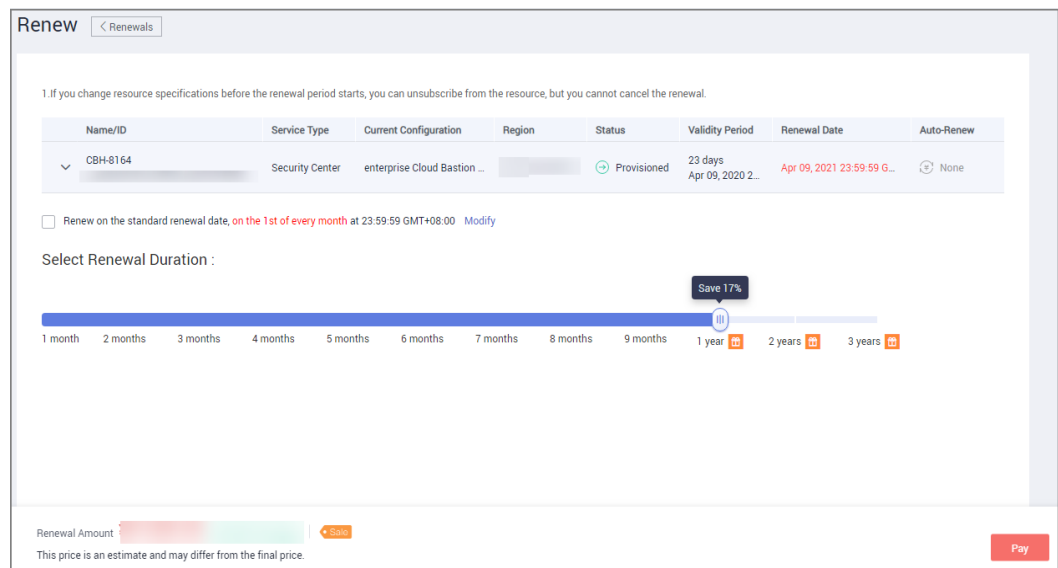 Renew < Renewals
1.If you change resource specifications before the renewal period starts, you can unsubscribe from the resource, but you cannot cancel the renewal.
Name/ID Service Type Current Configuration Region Status Validity Period Renewal Date Auto-Renew
CBH-8164 Security Center enterprise Cloud Bastion ... Provisioned 23 days Apr 09, 2021 23:59:59 G... None
Apr 09, 2020 2...
Renew on the standard renewal date, on the 1st of every month at 23:59:59 GMT+08:00 Modify
Select Renewal Duration :
Save 17%
1 month 2 months 3 months 4 months 5 months 6 months 7 months 8 months 9 months 1 year 2 years 3 years
Renewal Amount Sale
This price is an estimate and may differ from the final price.
Pay